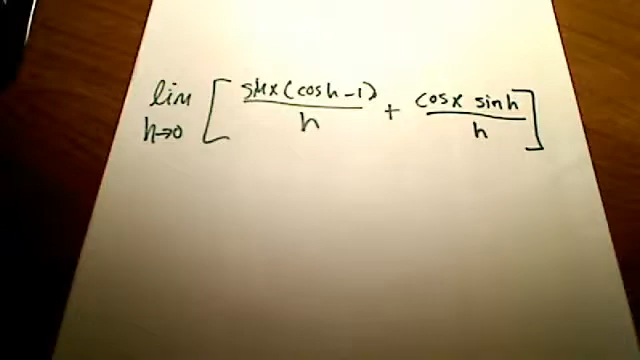 lim h→0 [ sinx(cosh-1)/h + cosx sinh/h ]